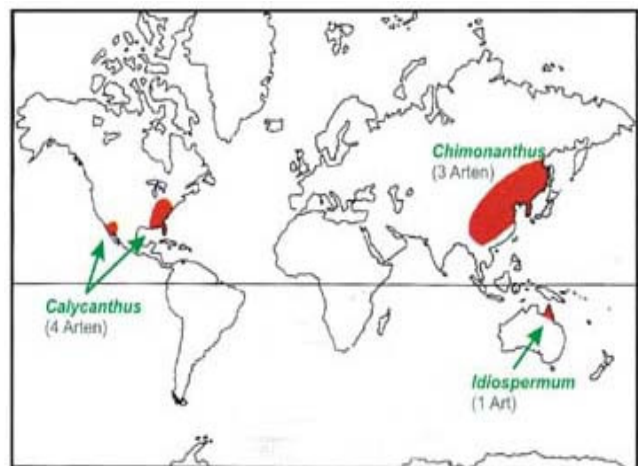 Chimonanthus
(3 Arten)
Calycanthus
(4 Arten)
Idiospermum
(1 Art)